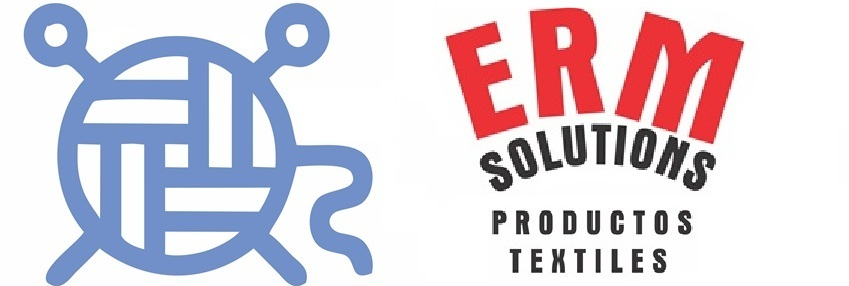 ERM
SOLUTIONS
PRODUCTOS
TEXTILES